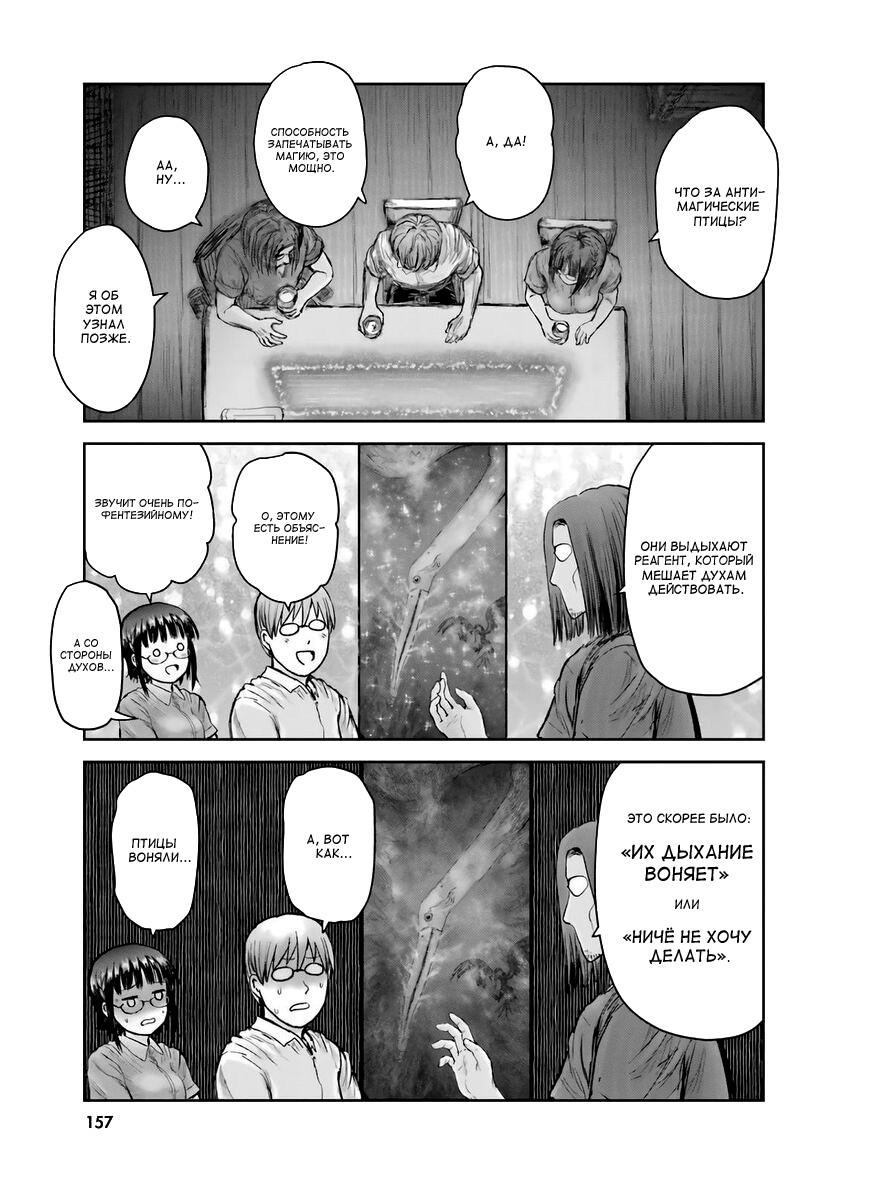 ЧТО ЗА АНТИ-
МАГИЧЕСКИЕ
ПТИЦЫ?
А, ДА!
СПОСОБНОСТЬ
ЗАПЕЧАТЫВАТЬ
МАГИЮ, ЭТО
МОЩНО.
АА,
НУ...
Я ОБ
ЭТОМ
УЗНАЛ
ПОЗЖЕ.
ОНИ ВЫДЫХАЮТ
РЕАГЕНТ, КОТОРЫЙ
МЕШАЕТ ДУХАМ
ДЕЙСТВОВАТЬ.
О, ЭТОМУ
ЕСТЬ ОБЪЯС-
НЕНИЕ!
ЗВУЧИТ ОЧЕНЬ ПО-
ФЕНТЕЗИЙНОМУ!
А СО
СТОРОНЫ
ДУХОВ...
ЭТО СКОРЕЕ БЫЛО:
«ИХ ДЫХАНИЕ
ВОНЯЕТ»
ИЛИ
«НИЧЁ НЕ ХОЧУ
ДЕЛАТЬ».
А, ВОТ
КАК...
ПТИЦЫ
ВОНЯЛИ...
157